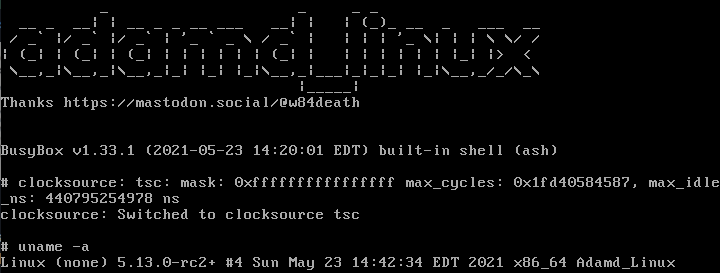 adamd_Linux
Thanks https://mastodon.social/@w84death
BusyBox v1.33.1 (2021-05-23 14:20:01 EDT) built-in shell (ash)
# clocksource: tsc: mask: 0xffffffffffffffff max_cycles: 0x1fd40584587, max_idle
_ns: 440795254978 ns
clocksource: Switched to clocksource tsc
# uname -a
Linux (none) 5.13.0-rc2+ #4 Sun May 23 14:42:34 EDT 2021 x86_64 Adamd_Linux